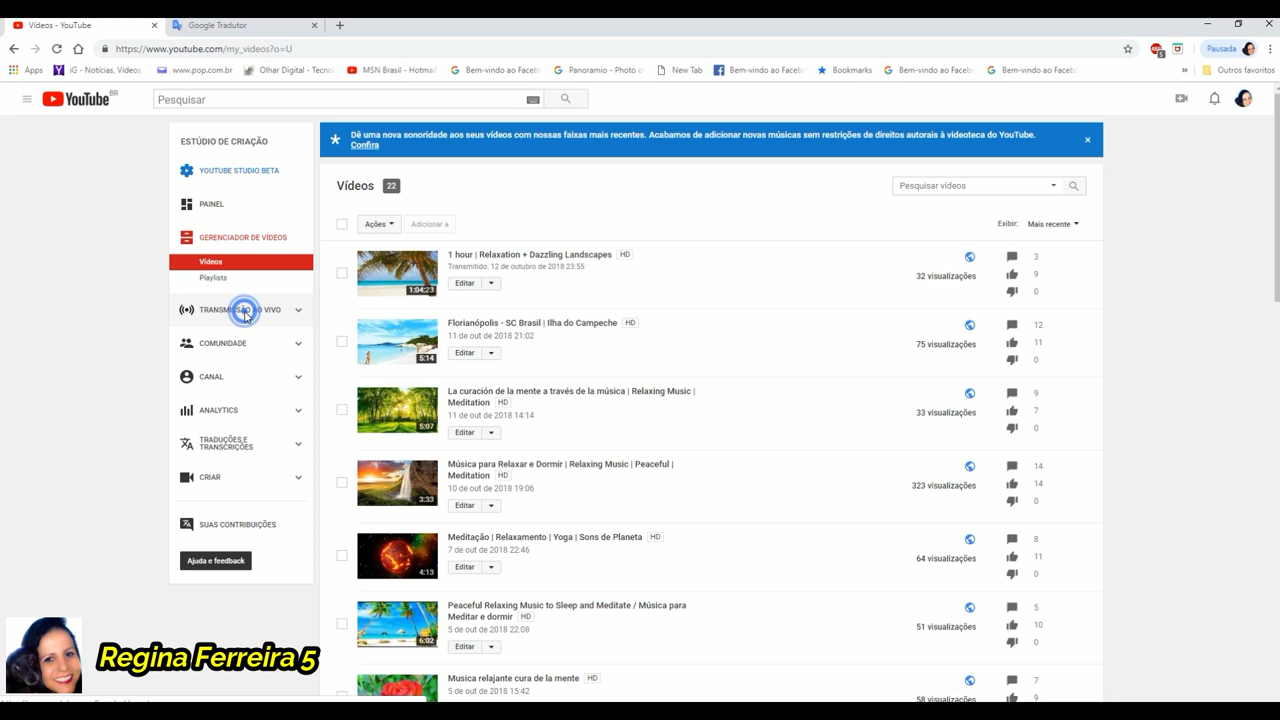 Vídeos - YouTube
Google Tradutor
https://www.youtube.com/my_videos?o=U
Pausada
Apps
iG - Notícias, Vídeos
www.pop.com.br
Olhar Digital - Tecno
MSN Brasil - Hotmail
Bem-vindo ao Faceb
Panoramio - Photo o
New Tab
Bem-vindo ao Faceb
Bookmarks
Bem-vindo ao Faceb
Bem-vindo ao Faceb
Outros favoritos
YouTube BR
Pesquisar
ESTÚDIO DE CRIAÇÃO
YOUTUBE STUDIO BETA
PAINEL
GERENCIADOR DE VÍDEOS
Vídeos
Playlists
TRANSMISSÃO AO VIVO
COMUNIDADE
CANAL
ANALYTICS
TRADUÇÕES E
TRANSCRIÇÕES
CRIAR
SUAS CONTRIBUIÇÕES
Ajuda e feedback
Dê uma nova sonoridade aos seus vídeos com nossas faixas mais recentes. Acabamos de adicionar novas músicas sem restrições de direitos autorais à videoteca do YouTube.
Confira
Vídeos 22
Pesquisar vídeos
Ações
Adicionar a
Exibir: Mais recente
1 hour | Relaxation + Dazzling Landscapes HD
Transmitido: 12 de outubro de 2018 23:55
Editar
1:04:23
32 visualizações
3
9
0
Florianópolis - SC Brasil | Ilha do Campeche HD
11 de out de 2018 21:02
Editar
5:14
75 visualizações
12
11
0
La curación de la mente a través de la música | Relaxing Music |
Meditation HD
11 de out de 2018 14:14
Editar
5:07
33 visualizações
9
7
0
Música para Relaxar e Dormir | Relaxing Music | Peaceful |
Meditation HD
10 de out de 2018 19:06
Editar
3:33
323 visualizações
14
14
0
Meditação | Relaxamento | Yoga | Sons de Planeta HD
7 de out de 2018 22:46
Editar
4:13
64 visualizações
8
11
0
Peaceful Relaxing Music to Sleep and Meditate / Música para
Meditar e dormir HD
5 de out de 2018 22:08
Editar
6:02
51 visualizações
5
10
0
Musica relajante cura de la mente HD
5 de out de 2018 15:42
58 visualizações
7
9
Regina Ferreira 5